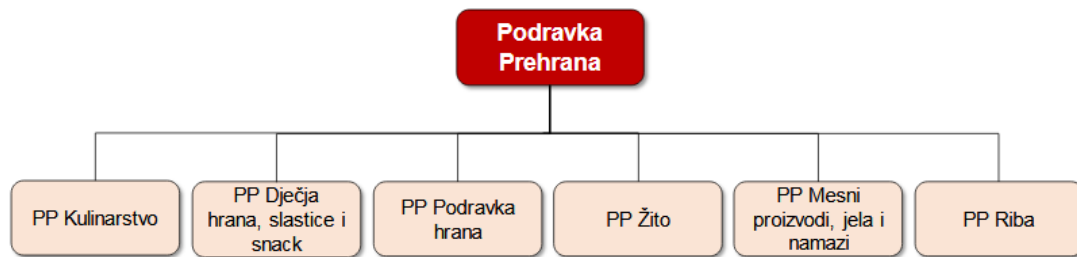 Podravka
Prehrana
PP Kulinarstvo
PP Dječja
hrana, slastice i
snack
PP Podravka
hrana
PP Žito
PP Mesni
proizvodi, jela i
namazi
PP Riba